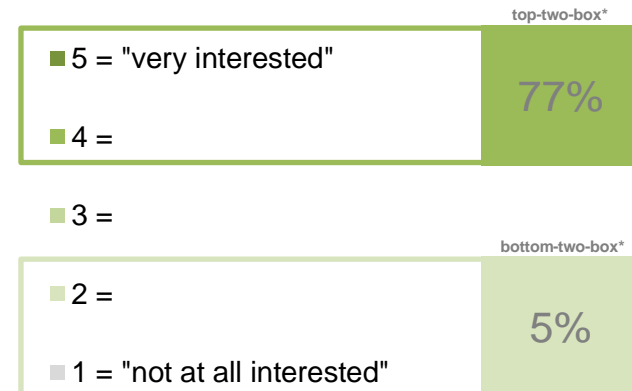 top-two-box*
5 = "very interested"
77%
4 =
3 =
bottom-two-box*
2 =
5%
1 = "not at all interested"